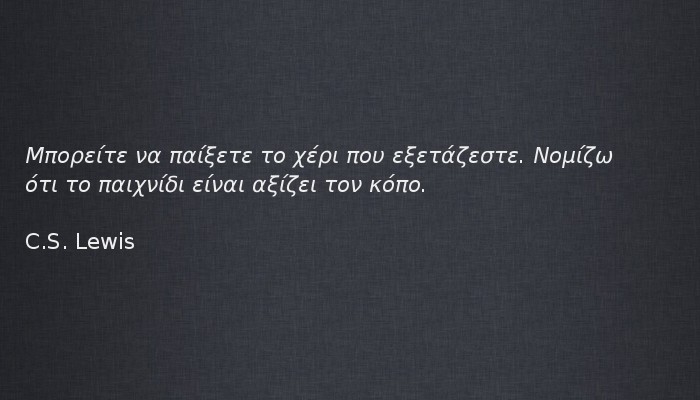 Μπορείτε να παίξετε το χέρι που εξετάζεστε. Νομίζω
ότι το παιχνίδι είναι αξίζει τον κόπο.
C.S. Lewis